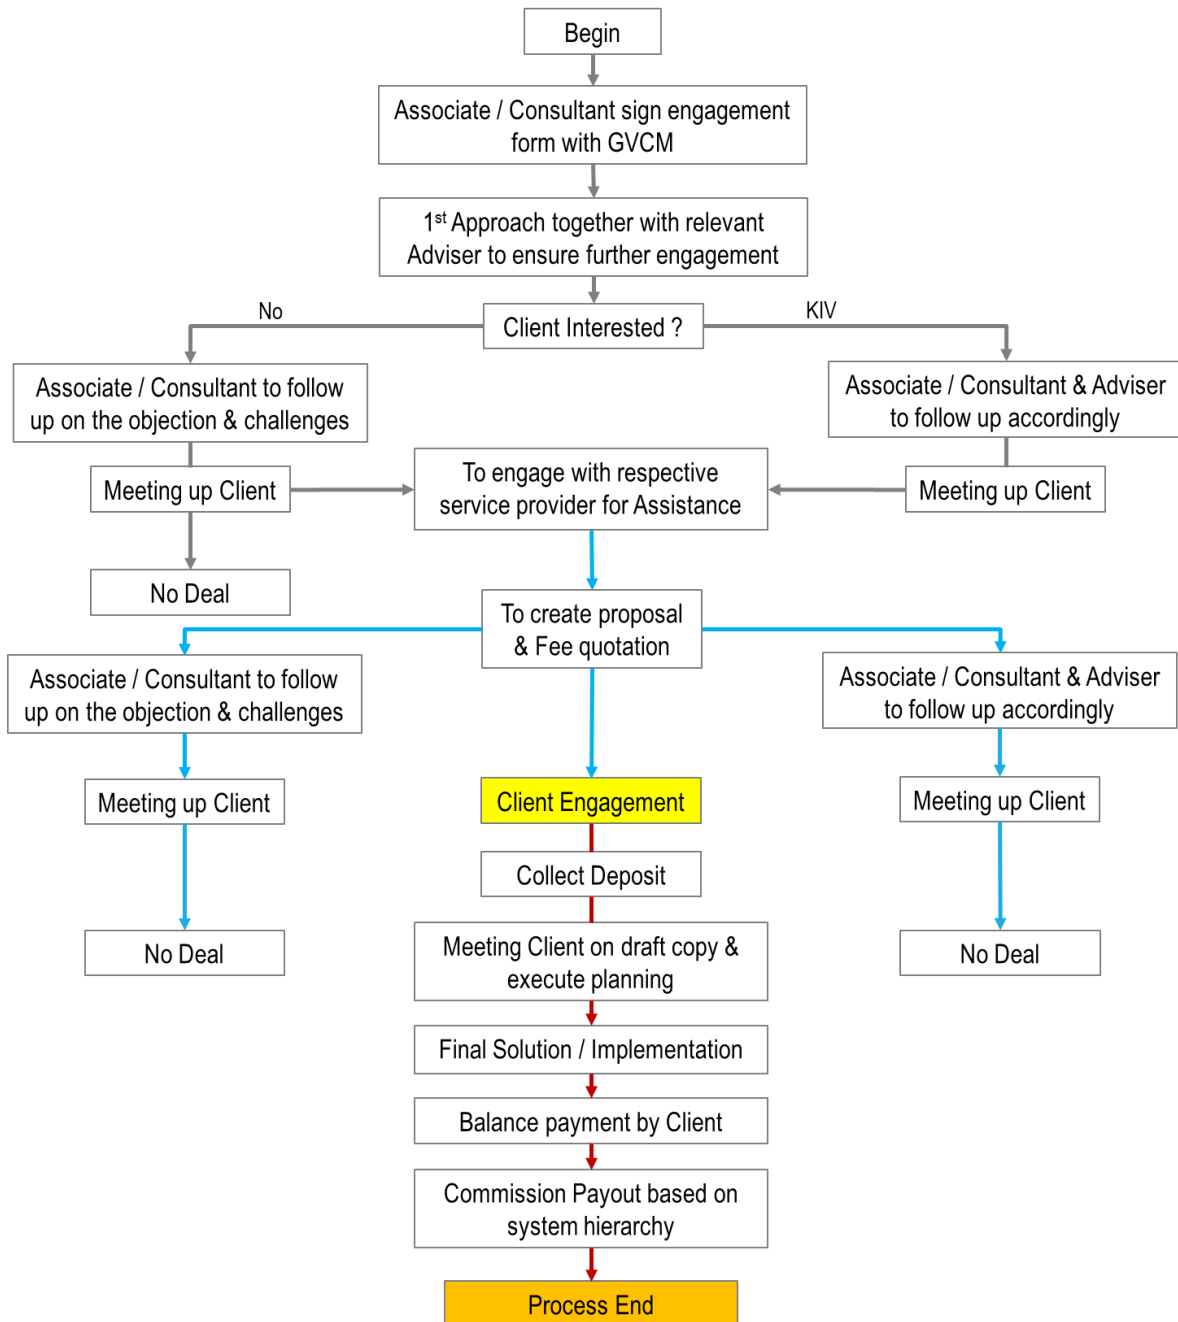 Begin
Associate / Consultant sign engagement
form with GVCM
1st Approach together with relevant
Adviser to ensure further engagement
No
Client Interested ?
KIV
Associate / Consultant to follow
up on the objection & challenges
Associate / Consultant & Adviser
to follow up accordingly
Meeting up Client
To engage with respective
service provider for Assistance
Meeting up Client
No Deal
To create proposal
& Fee quotation
Associate / Consultant to follow
up on the objection & challenges
Associate / Consultant & Adviser
to follow up accordingly
Meeting up Client
Client Engagement
Meeting up Client
Collect Deposit
No Deal
Meeting Client on draft copy &
execute planning
No Deal
Final Solution / Implementation
Balance payment by Client
Commission Payout based on
system hierarchy
Process End